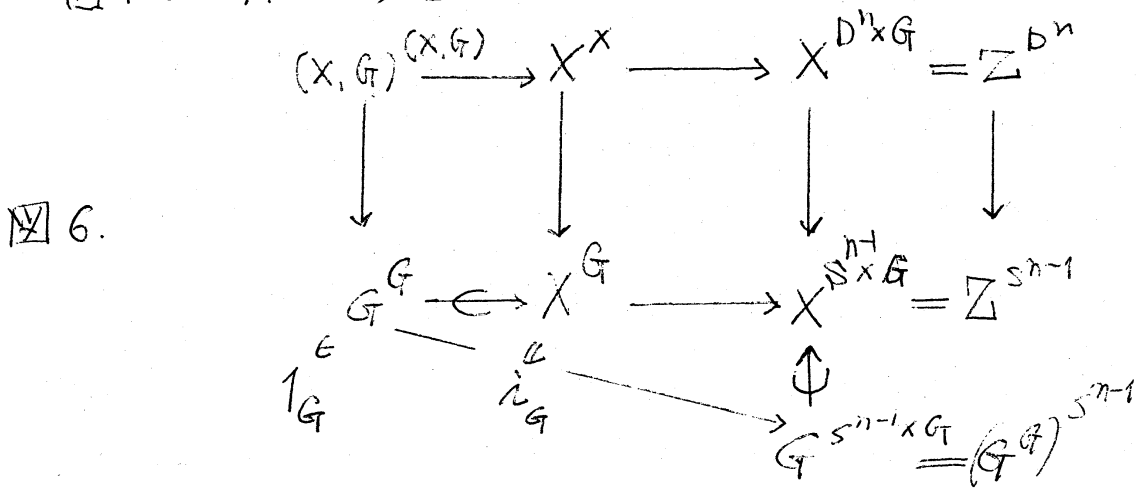 (X, G)^{(X, G)} → X^X → X^{D^n × G} = Z^{D^n}
図 6.
G^G → X^G → X^{S^{n-1} × G} = Z^{S^{n-1}}
1_G ∈ i_G ∈
G^{S^{n-1} × G} = (G^G)^{S^{n-1}}